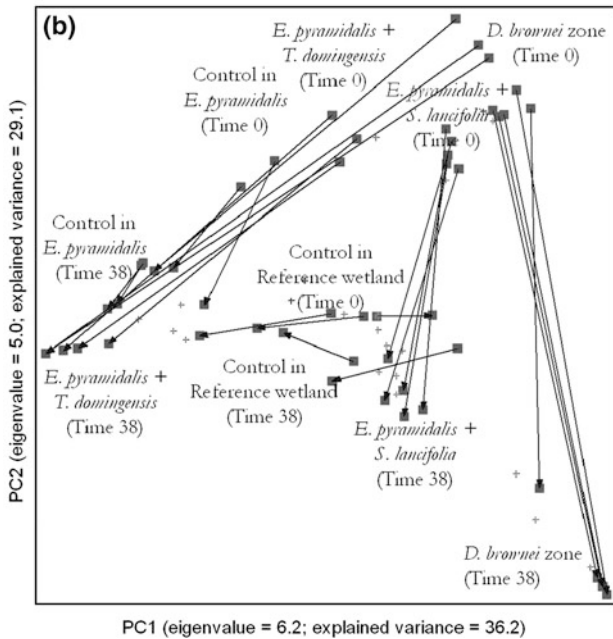 (b)
E. pyramidalis +
T. domingensis
(Time 0)
D. brownei zone
(Time 0)
Control in
E. pyramidalis
(Time 0)
E. pyramidalis +
S. lancifolia
(Time 0)
Control in
E. pyramidalis
(Time 38)
Control in
Reference wetland
(Time 0)
E. pyramidalis +
T. domingensis
(Time 38)
Control in
Reference wetland
(Time 38)
E. pyramidalis +
S. lancifolia
(Time 38)
D. brownei zone
(Time 38)
PC2 (eigenvalue = 5.0; explained variance = 29.1)
PC1 (eigenvalue = 6.2; explained variance = 36.2)